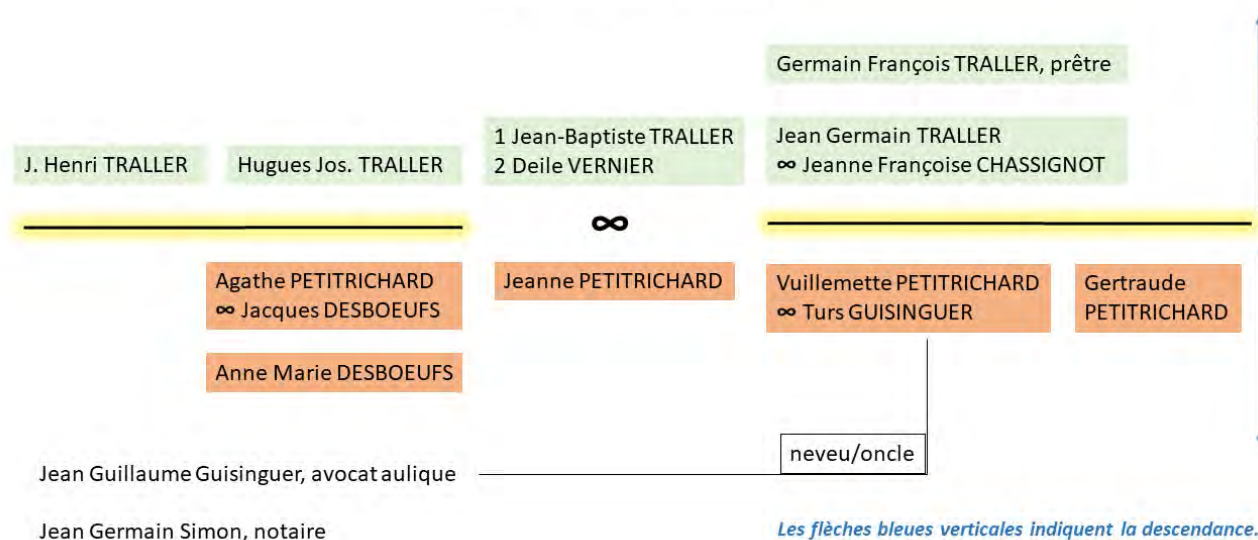 Germain François TRALLER, prêtre
J. Henri TRALLER
Hugues Jos. TRALLER
1 Jean-Baptiste TRALLER
2 Deile VERNIER
Jean Germain TRALLER
∞ Jeanne Françoise CHASSIGNOT
∞
Agathe PETITRICHARD
∞ Jacques DESBOEUFS
Jeanne PETITRICHARD
Vuillemette PETITRICHARD
∞ Turs GUISINGUER
Gertraude
PETITRICHARD
Anne Marie DESBOEUFS
neveu/oncle
Jean Guillaume Guisinguer, avocat aulique
Jean Germain Simon, notaire
Les flèches bleues verticales indiquent la descendance.